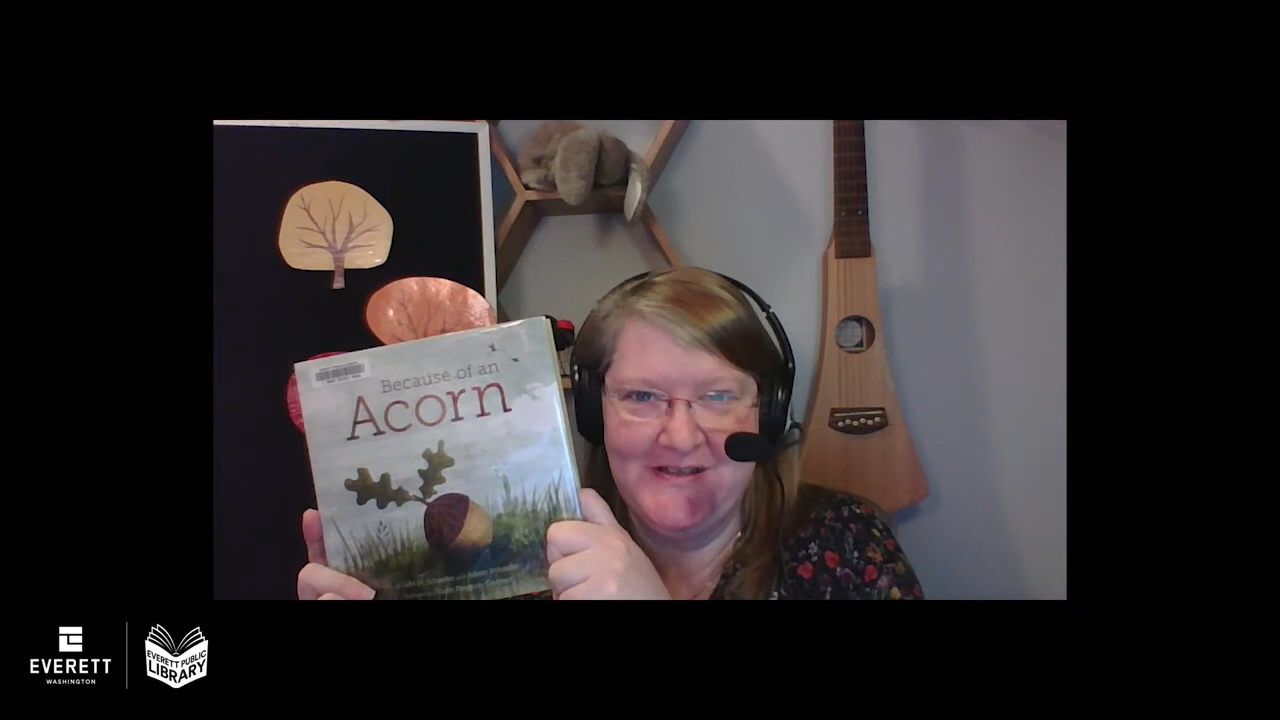 Because of an
Acorn
EVERETT
WASHINGTON
EVERETT PUBLIC
LIBRARY